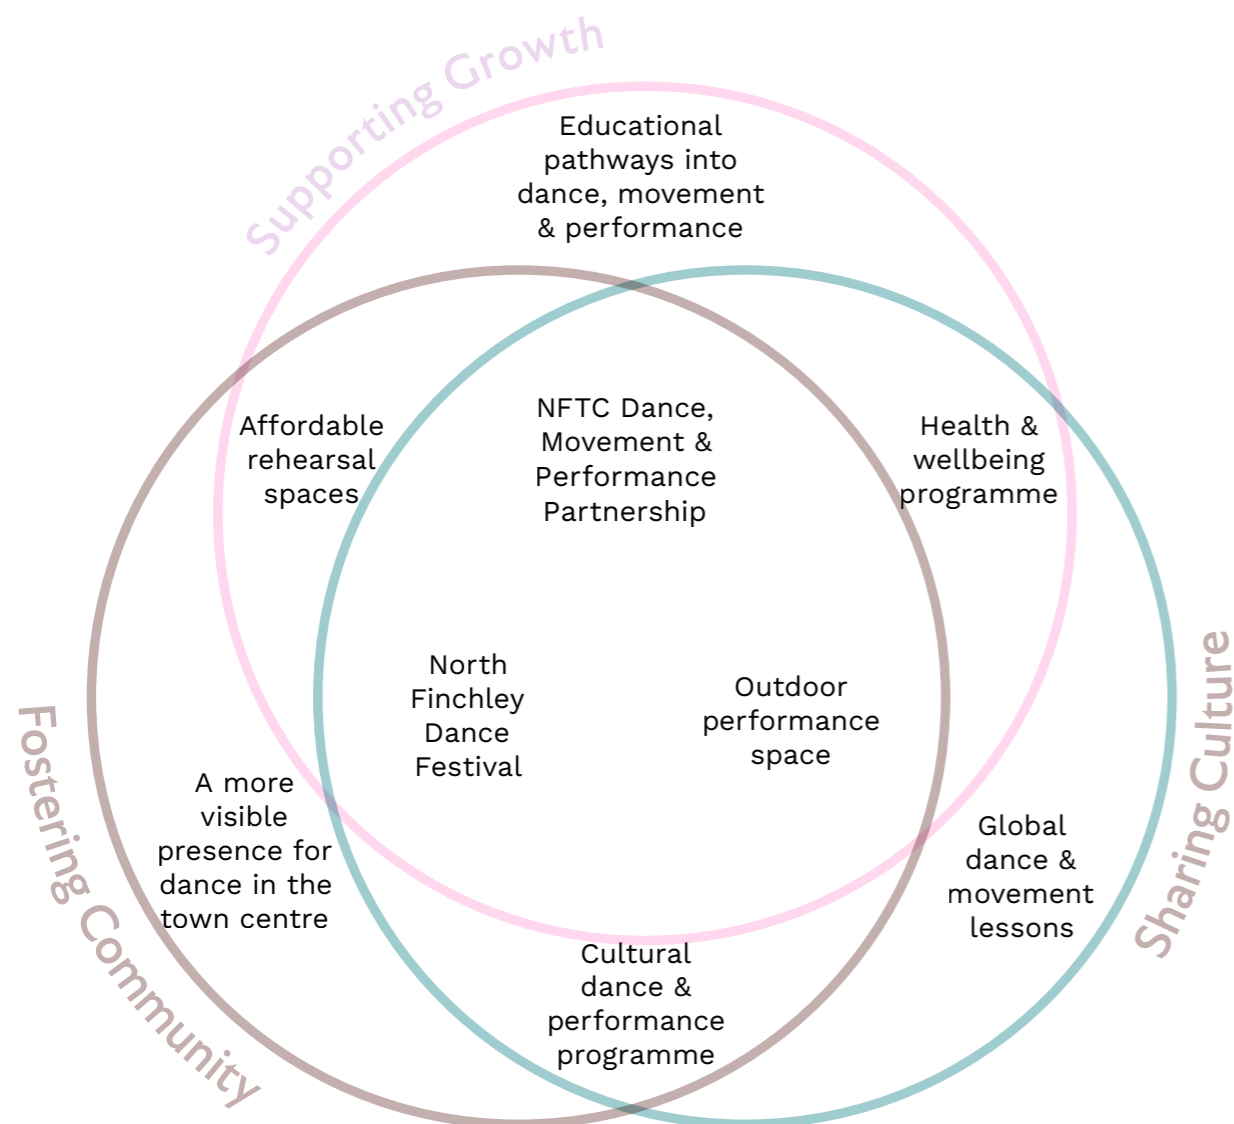 Supporting Growth
Educational
pathways into
dance, movement
& performance
Affordable
rehearsal
spaces
NFTC Dance,
Movement &
Performance
Partnership
Health &
wellbeing
programme
North
Finchley
Dance
Festival
Outdoor
performance
space
A more
visible
presence for
dance in the
town centre
Global
dance &
movement
lessons
Cultural
dance &
performance
programme
Fostering Community
Sharing Culture